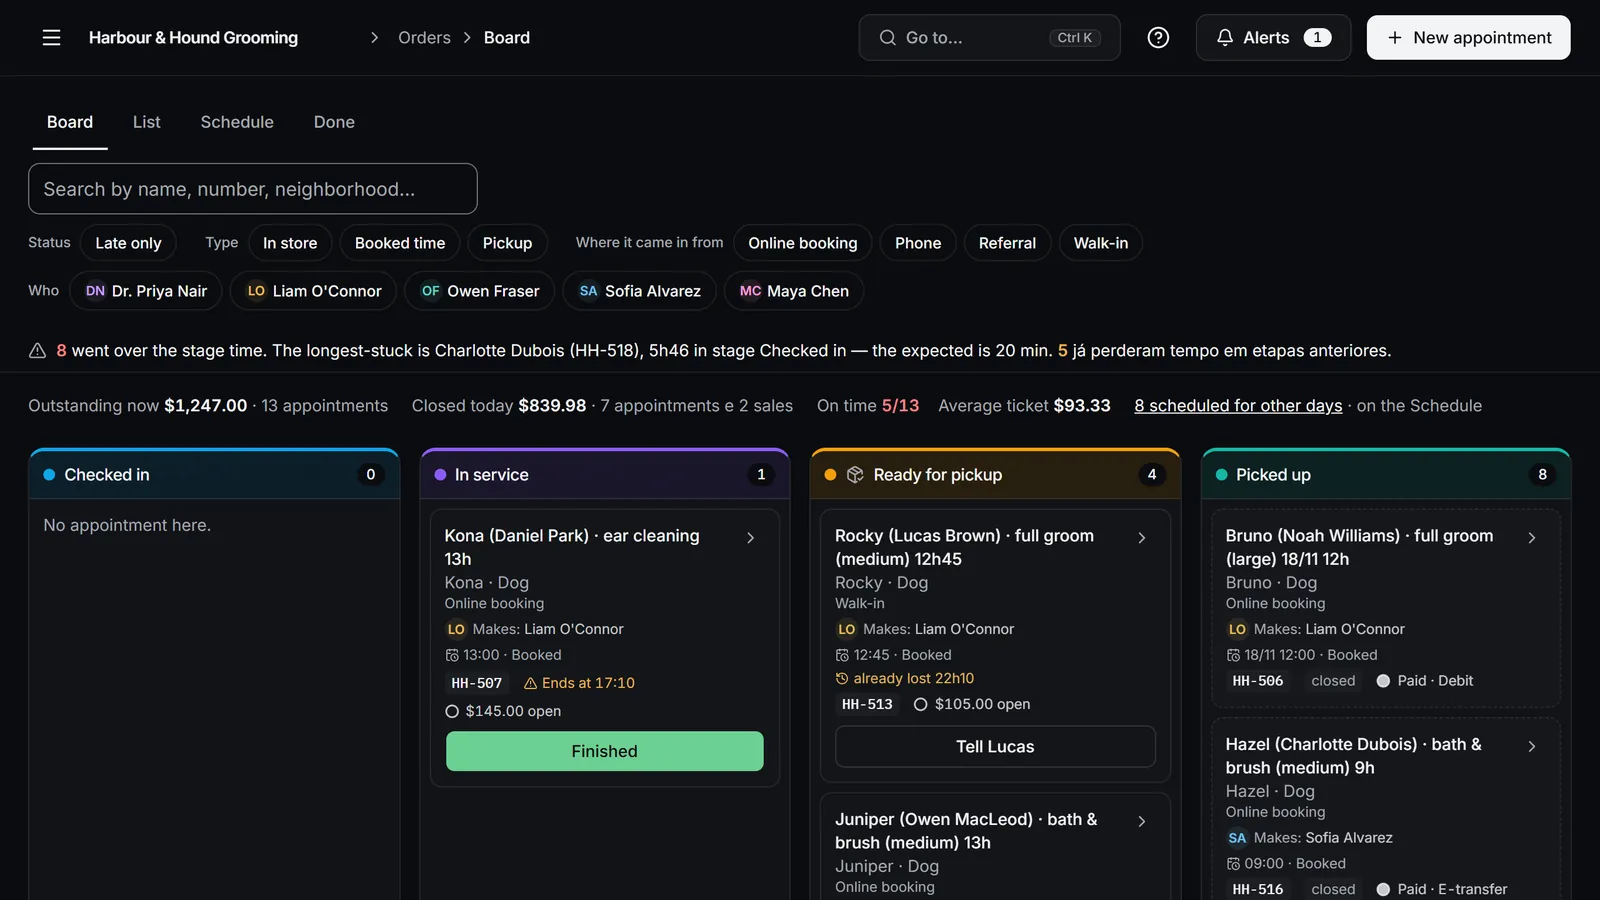 Harbour & Hound Grooming
Orders
Board
Go to...
Ctrl K
Alerts 1
New appointment
Board
List
Schedule
Done
Search by name, number, neighborhood...
Status
Late only
Type
In store
Booked time
Pickup
Where it came in from
Online booking
Phone
Referral
Walk-in
Who
DN Dr. Priya Nair
LO Liam O'Connor
OF Owen Fraser
SA Sofia Alvarez
MC Maya Chen
8 went over the stage time. The longest-stuck is Charlotte Dubois (HH-518), 5h46 in stage Checked in — the expected is 20 min. 5 já perderam tempo em etapas anteriores.
Outstanding now $1,247.00 · 13 appointments
Closed today $839.98 · 7 appointments e 2 sales
On time 5/13
Average ticket $93.33
8 scheduled for other days · on the Schedule
Checked in
0
No appointment here.
In service
1
Kona (Daniel Park) · ear cleaning
13h
Kona · Dog
Online booking
LO Makes: Liam O'Connor
13:00 · Booked
HH-507
Ends at 17:10
$145.00 open
Finished
Ready for pickup
4
Rocky (Lucas Brown) · full groom
(medium) 12h45
Rocky · Dog
Walk-in
LO Makes: Liam O'Connor
12:45 · Booked
already lost 22h10
HH-513
$105.00 open
Tell Lucas
Juniper (Owen MacLeod) · bath &
brush (medium) 13h
Juniper · Dog
Online booking
Picked up
8
Bruno (Noah Williams) · full groom
(large) 18/11 12h
Bruno · Dog
Online booking
LO Makes: Liam O'Connor
18/11 12:00 · Booked
HH-506
closed
Paid · Debit
Hazel (Charlotte Dubois) · bath &
brush (medium) 9h
Hazel · Dog
Online booking
SA Makes: Sofia Alvarez
09:00 · Booked
HH-516
closed
Paid · E-transfer